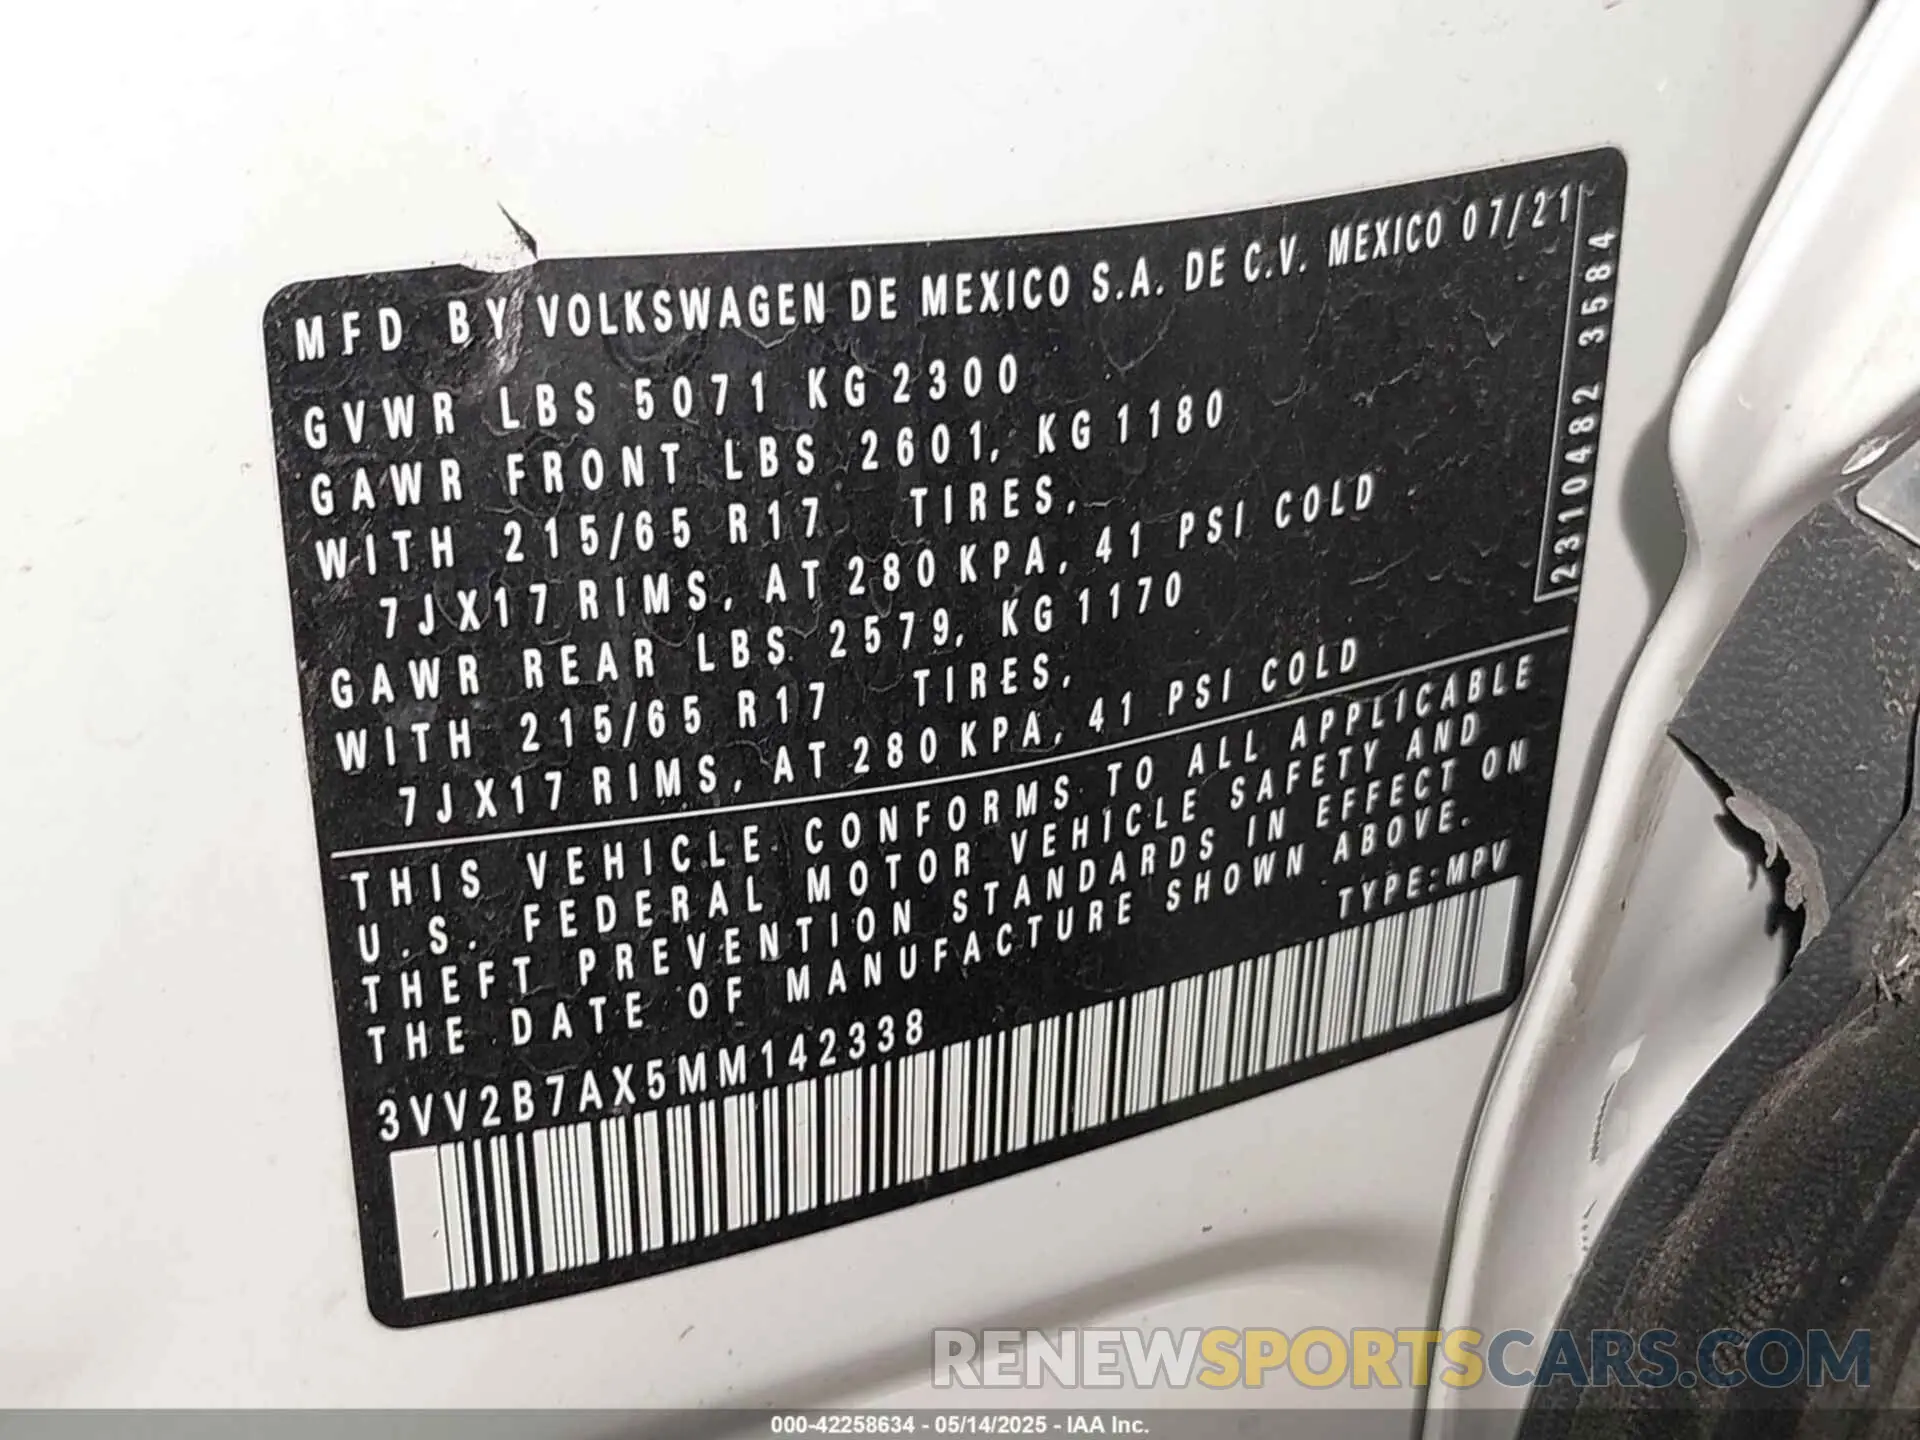 MFD BY VOLKSWAGEN DE MEXICO S.A. DE C.V. MEXICO 07/21
GVWR LBS 5071 KG 2300
GAWR FRONT LBS 2601, KG 1180
WITH 215/65 R17 TIRES,
7JX17 RIMS, AT 280 KPA, 41 PSI COLD
GAWR REAR LBS 2579, KG 1170
WITH 215/65 R17 TIRES,
7JX17 RIMS, AT 280 KPA, 41 PSI COLD
2310482 3584
THIS VEHICLE CONFORMS TO ALL APPLICABLE
U.S. FEDERAL MOTOR VEHICLE SAFETY AND
THEFT PREVENTION STANDARDS IN EFFECT ON
THE DATE OF MANUFACTURE SHOWN ABOVE.
TYPE:MPV
3VV2B7AX5MM142338
RENEWSPORTSCARS.COM
000-42258634 - 05/14/2025 - IAA Inc.